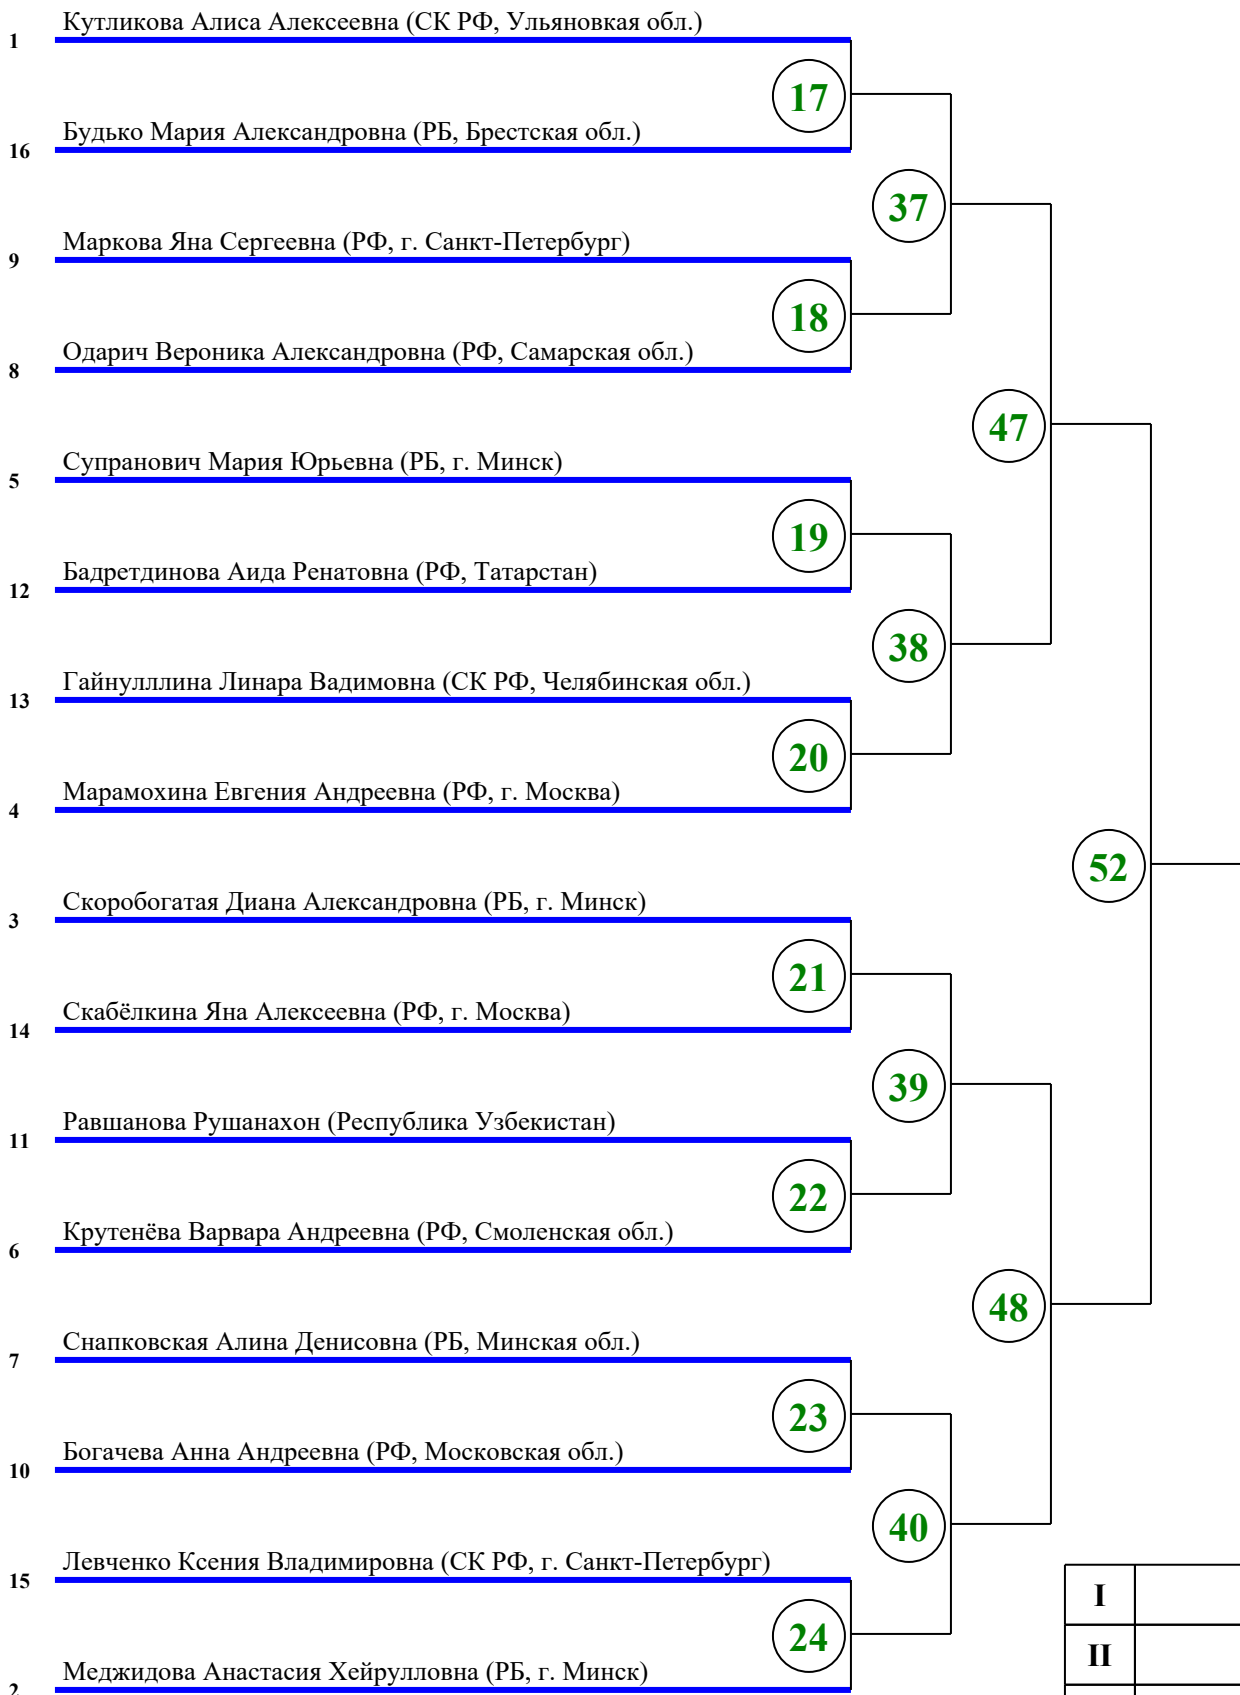 Кутликова Алиса Алексеевна (СК РФ, Ульяновкая обл.)
1
17
Будько Мария Александровна (РБ, Брестская обл.)
16
37
Маркова Яна Сергеевна (РФ, г. Санкт-Петербург)
9
18
Одарич Вероника Александровна (РФ, Самарская обл.)
8
47
Супранович Мария Юрьевна (РБ, г. Минск)
5
19
Бадретдинова Аида Ренатовна (РФ, Татарстан)
12
38
Гайнулллина Линара Вадимовна (СК РФ, Челябинская обл.)
13
20
Марамохина Евгения Андреевна (РФ, г. Москва)
4
52
Скоробогатая Диана Александровна (РБ, г. Минск)
3
21
Скабёлкина Яна Алексеевна (РФ, г. Москва)
14
39
Равшанова Рушанахон (Республика Узбекистан)
11
22
Крутенёва Варвара Андреевна (РФ, Смоленская обл.)
6
48
Снапковская Алина Денисовна (РБ, Минская обл.)
7
23
Богачева Анна Андреевна (РФ, Московская обл.)
10
40
Левченко Ксения Владимировна (СК РФ, г. Санкт-Петербург)
15
I
24
II
Меджидова Анастасия Хейрулловна (РБ, г. Минск)
2